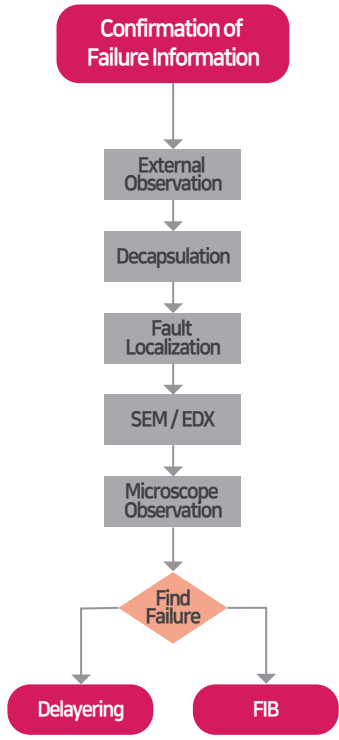 Confirmation of
Failure Information
External
Observation
Decapsulation
Fault
Localization
SEM / EDX
Microscope
Observation
Find
Failure
Delayering
FIB